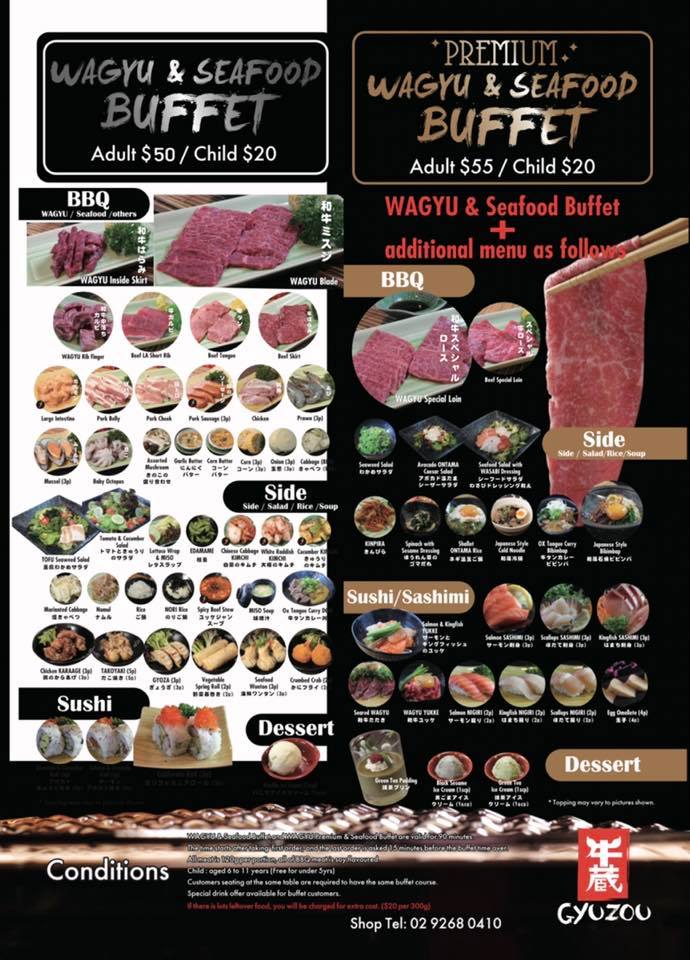 WAGYU & SEAFOOD
BUFFET
Adult $50 / Child $20
BBQ
WAGYU / Seafood /others
和牛はらみ
WAGYU Inside Skirt
和牛ミスジ
WAGYU Blade
WAGYU Rib Finger
Beef LA Short Rib
Beef Tongue
Beef Skirt
Large Intestine
Pork Belly
Pork Cheek
Pork Sausage (3p)
Chicken
Prawn (3p)
Mussel (3p)
Baby Octopus
Assorted
Mushroom
きのこの
盛り合わせ
Garlic Butter
にんにく
バター
Corn Butter
コーン
バター
Corn (3p)
コーン (3p)
Onion (3p)
Cabbage
Side
Side / Salad / Rice /Soup
TOFU Seaweed Salad
豆腐わかめサラダ
Tomato & Cucumber
Salad
トマトときゅうり
のサラダ
Lettuce Wrap
& MISO
レタスラップ
EDAMAME
枝豆
Chinese Cabbage
KIMCHI
白菜のキムチ
White Raddish
KIMCHI
大根のキムチ
Cucumber
Marinated Cabbage
塩きゃべつ
Namul
ナムル
Rice
ご飯
NORI Rice
のりご飯
Spicy Beef Stew
ユッケジャン
スープ
MISO Soup
味噌汁
Ox Tongue Curry
Chicken KARAAGE (3p)
鶏のから揚げ (3p)
TAKOYAKI (5p)
たこ焼き (5p)
GYOZA (3p)
ぎょうざ (3p)
Vegetable
Spring Roll (2p)
野菜春巻き (2p)
Seafood
Wonton (3p)
海鮮ワンタン (3p)
Crumbed Crab
かにフライ
Sushi
Dessert
PREMIUM
WAGYU & SEAFOOD
BUFFET
Adult $55 / Child $20
WAGYU & Seafood Buffet
+
additional menu as follows
BBQ
和牛スペシャル
ロース
WAGYU Special Loin
スペシャル
牛ロース
Beef Special Loin
Side
Side / Salad/Rice/Soup
Seaweed Salad
わかめサラダ
Avocado ONTAMA
Caesar Salad
アボカド温たま
シーザーサラダ
Seafood Salad with
WASABI Dressing
シーフードサラダ
わさびドレッシング和え
KINPIRA
きんぴら
Spinach with
Sesame Dressing
ほうれん草の
ゴマだれ
Shallot
ONTAMA Rice
ネギ温玉ご飯
Japanese Style
Cold Noodle
和風冷麺
OX Tongue Curry
Bibimbap
牛タンカレー
ビビンバ
Japanese Style
Bibimbap
和風石焼ビビンバ
Sushi/Sashimi
Salmon & Kingfish
YUKKE
サーモンと
キングフィッシュ
のユッケ
Salmon SASHIMI (3p)
サーモン刺身 (3p)
Scallops SASHIMI (3p)
ほたて刺身 (3p)
Kingfish SASHIMI (3p)
はまち刺身 (3p)
Seared WAGYU
和牛たたき
WAGYU YUKKE
和牛ユッケ
Salmon NIGIRI (2p)
サーモン握り (2p)
Kingfish NIGIRI (2p)
はまち握り (2p)
Scallops NIGIRI (2p)
ほたて握り (2p)
Egg Omelette (4p)
玉子 (4p)
Green Tea Pudding
抹茶プリン
Black Sesame
Ice Cream
黒ごまアイス
クリーム
Green Tea
Ice Cream
抹茶アイス
クリーム
Dessert
* Topping may vary to pictures shown.
Conditions
WAGYU & Seafood Buffet and WAGYU Premium & Seafood Buffet are valid for 90 minutes
The time starts after taking first order, and the last order is asked 15 minutes before the buffet time over.
All meat is 120g per portion, all of BBQ meat is soy flavoured
Child : aged 6 to 11 years (Free for under 5yrs)
Customers seating at the same table are required to have the same buffet course.
Special drink offer available for buffet customers.
If there is lots leftover food, you will be charged for extra cost. ($20 per 300g)
Shop Tel: 02 9268 0410
牛蔵
GYUZOU